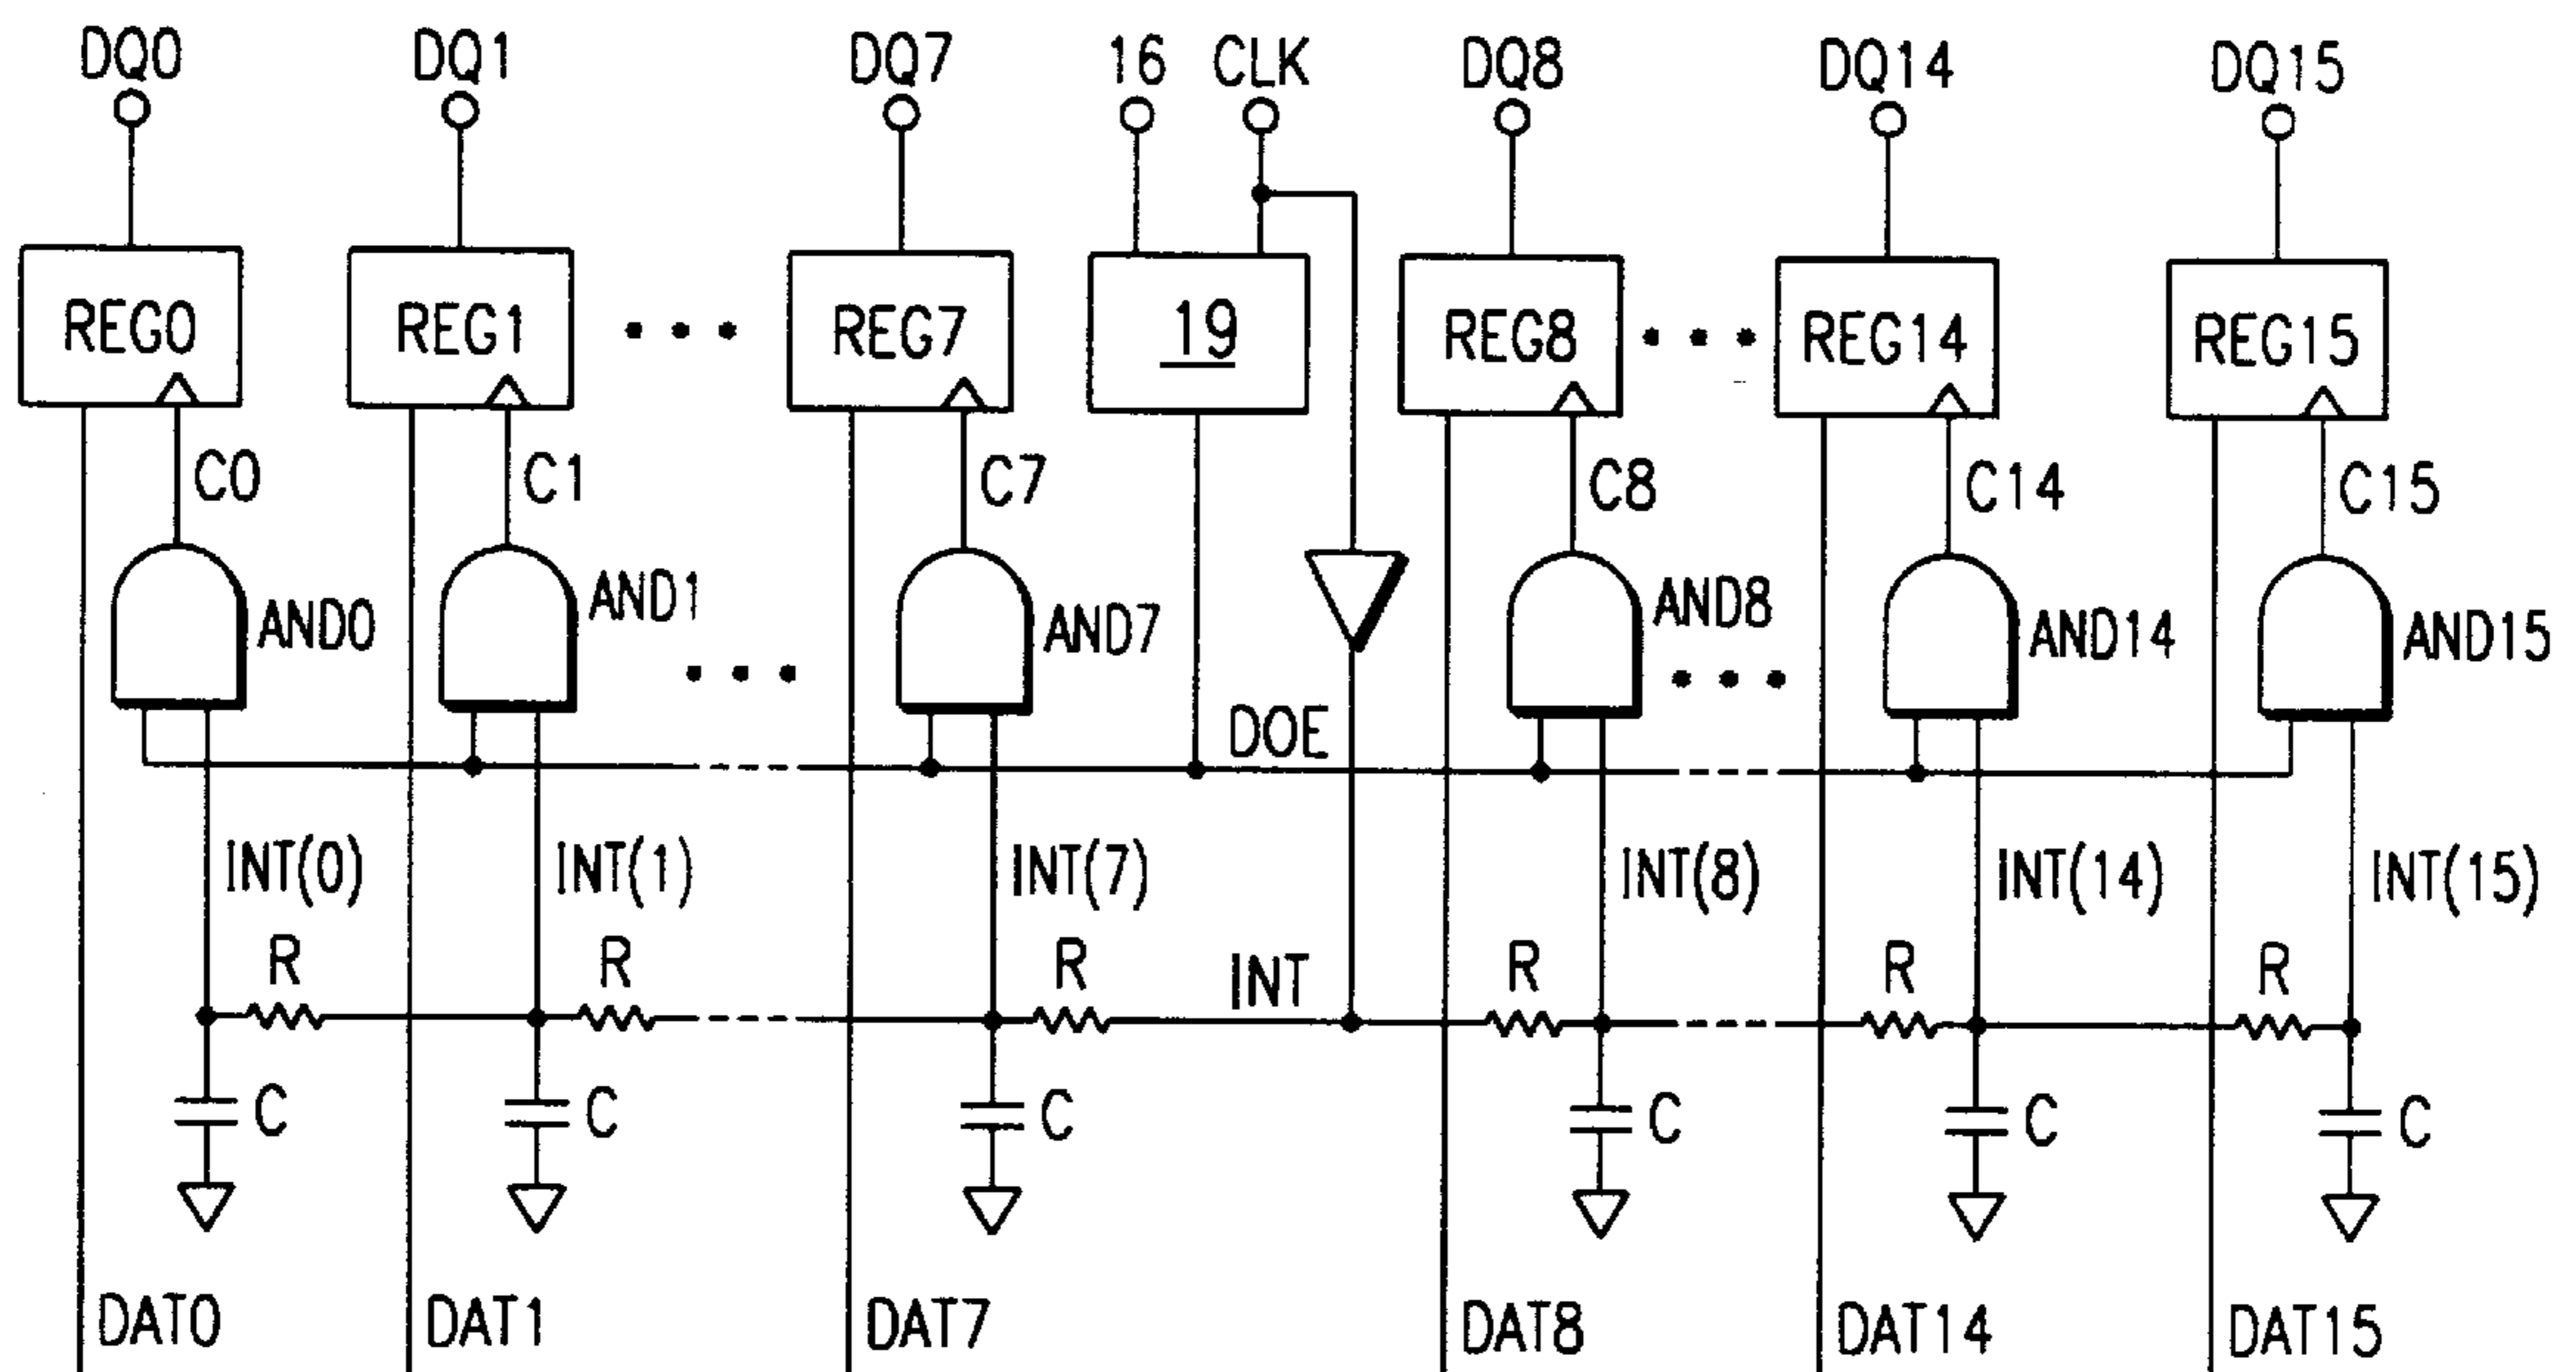 DQ0 DQ1 DQ7 16 CLK DQ8 DQ14 DQ15
REG0 REG1 REG7 19 REG8 REG14 REG15
C0 C1 C7 C8 C14 C15
AND0 AND1 AND7 AND8 AND14 AND15
DOE
INT(0) INT(1) INT(7) INT(8) INT(14) INT(15)
R R R INT R R R
C C C C C C
DAT0 DAT1 DAT7 DAT8 DAT14 DAT15